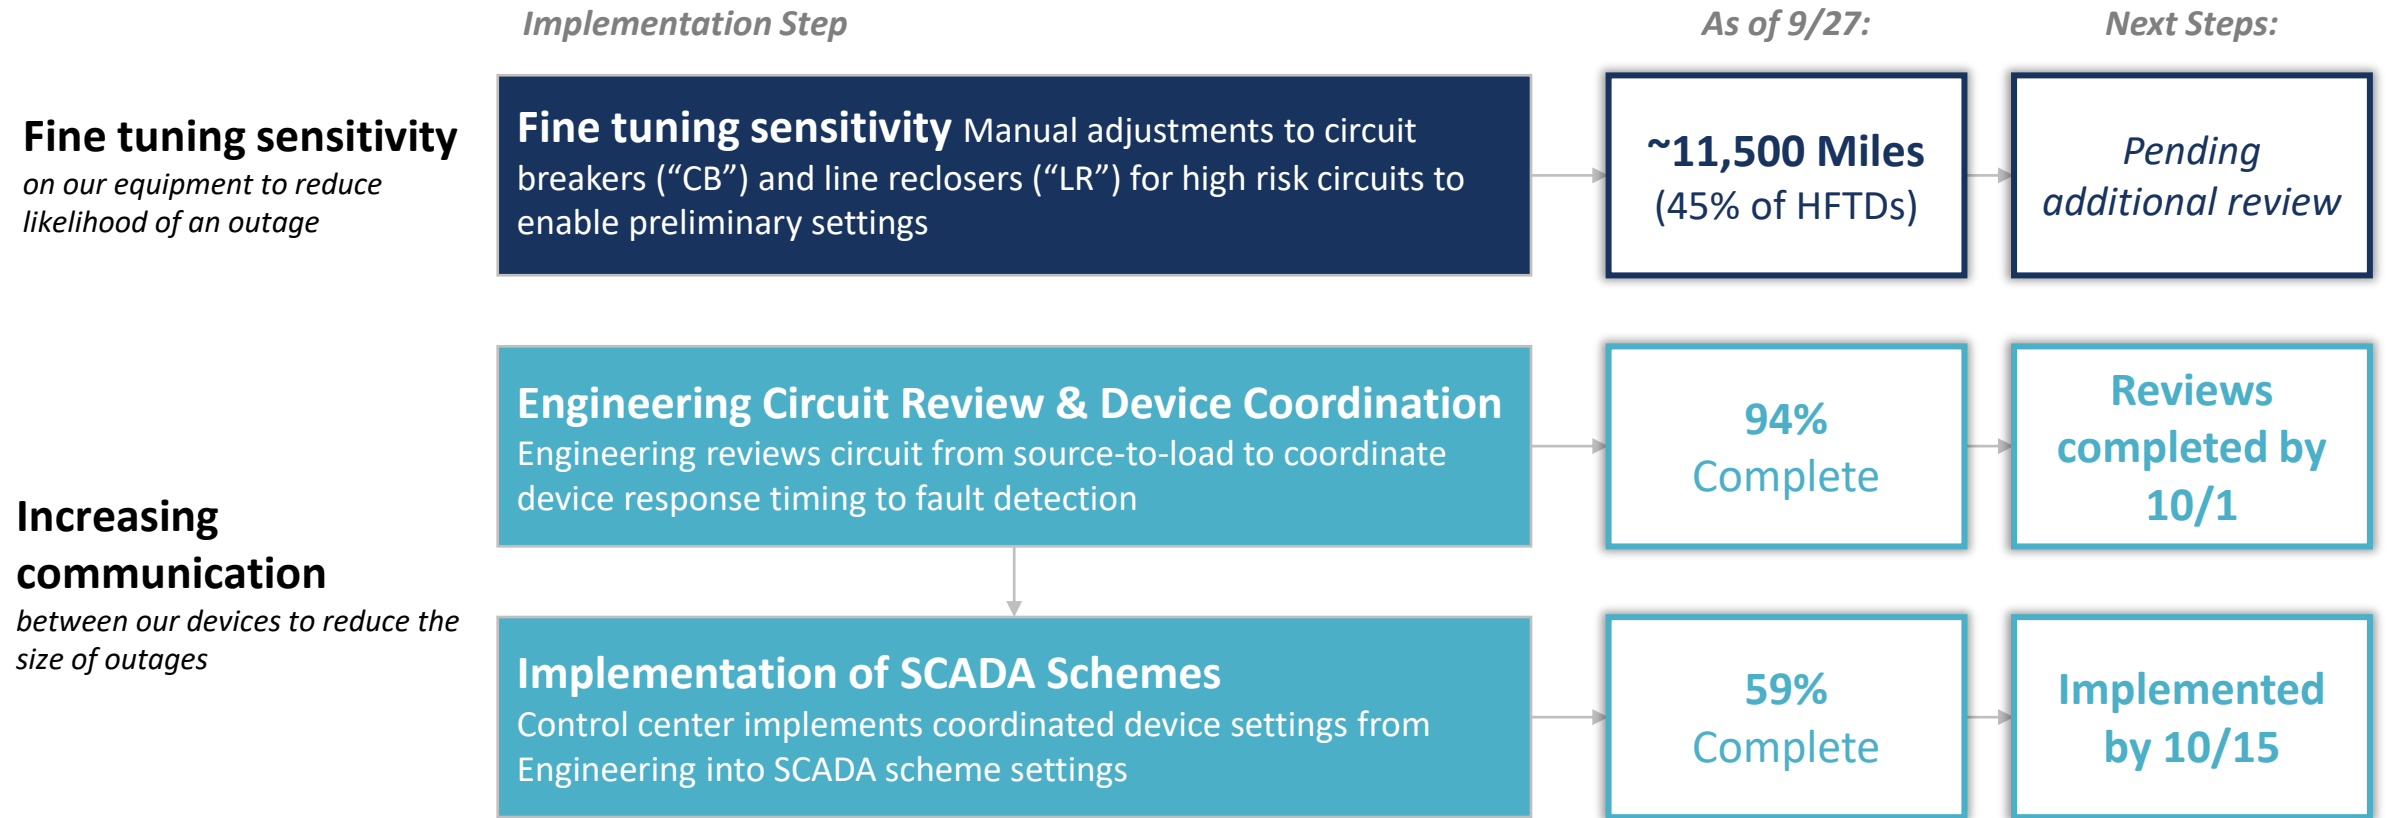 Implementation Step
As of 9/27:
Next Steps:
Fine tuning sensitivity
on our equipment to reduce
likelihood of an outage
Fine tuning sensitivity Manual adjustments to circuit
breakers (“CB”) and line reclosers (“LR”) for high risk circuits to
enable preliminary settings
~11,500 Miles
(45% of HFTDs)
Pending
additional review
Increasing
communication
between our devices to reduce the
size of outages
Engineering Circuit Review & Device Coordination
Engineering reviews circuit from source-to-load to coordinate
device response timing to fault detection
94%
Complete
Reviews
completed by
10/1
Implementation of SCADA Schemes
Control center implements coordinated device settings from
Engineering into SCADA scheme settings
59%
Complete
Implemented
by 10/15